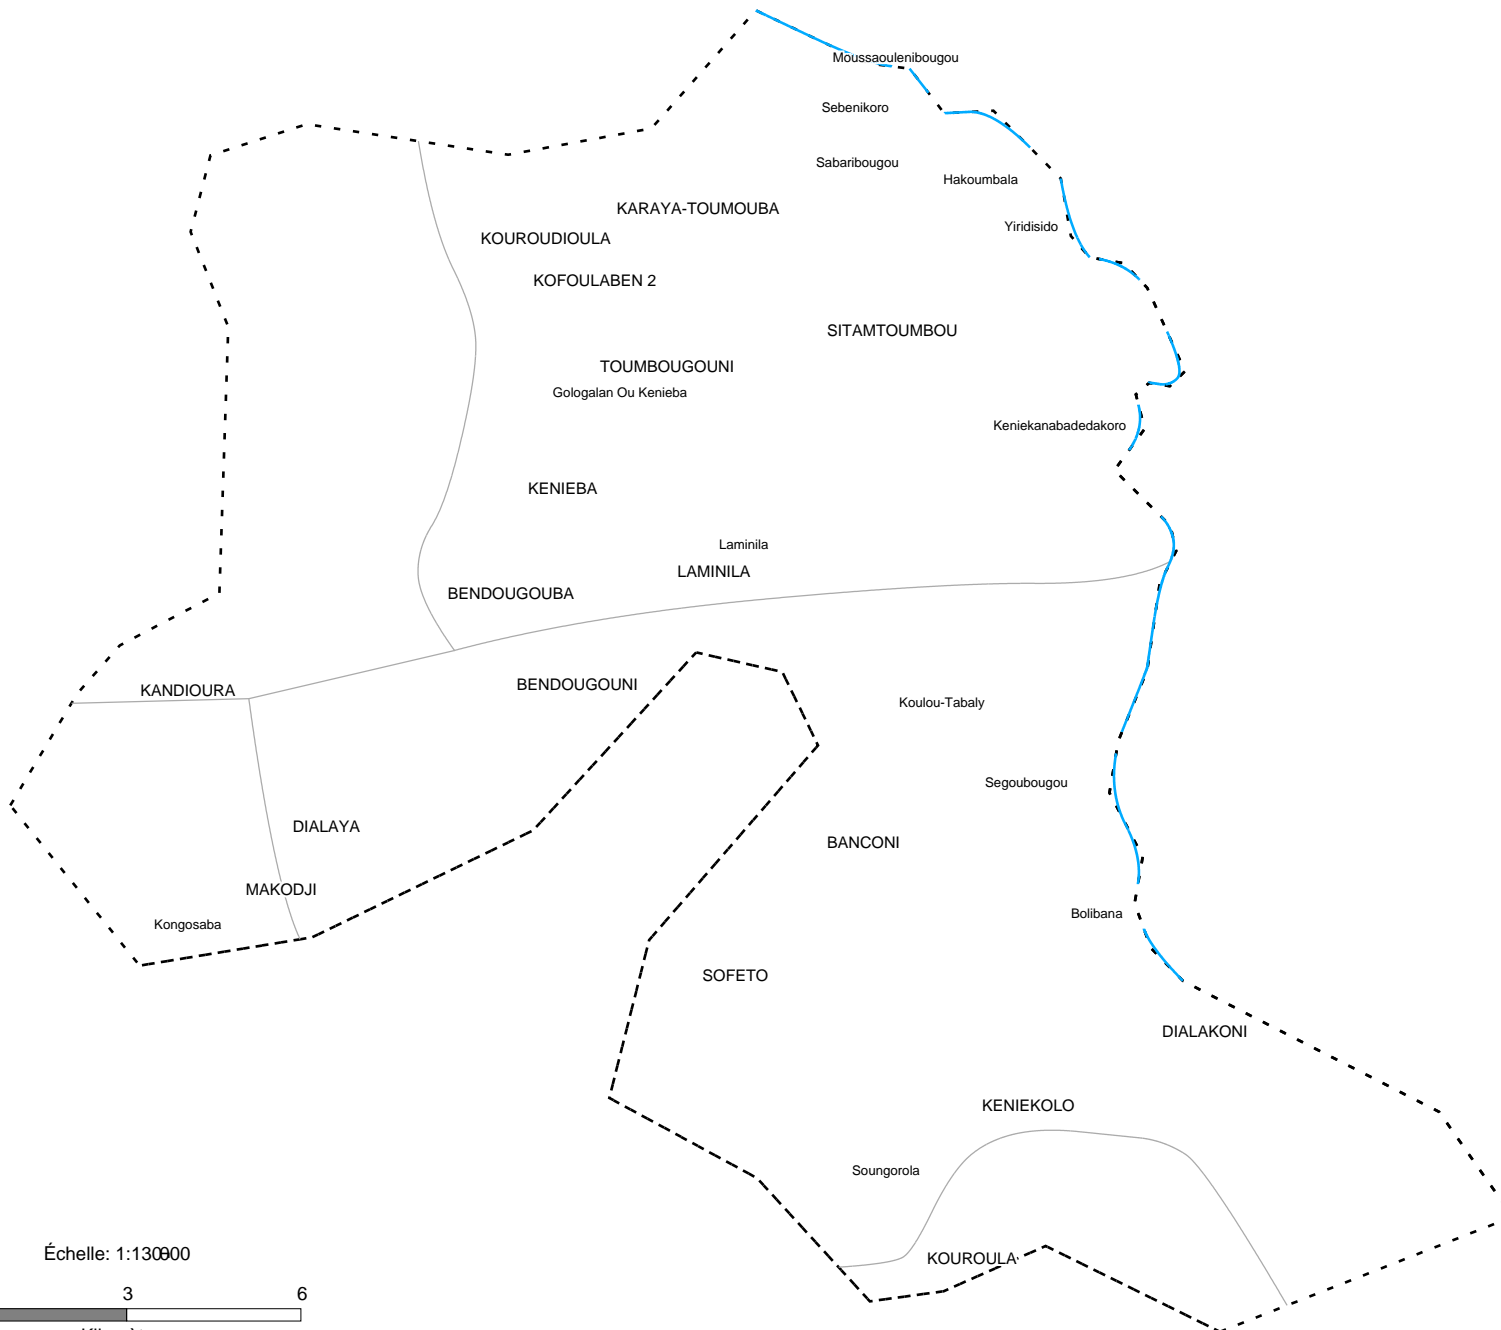 Moussaoulenibougou
Sebenikoro
Sabaribougou
Hakoumbala
KARAYA-TOUMOUBA
Yiridisido
KOUROUDIOULA
KOFOULABEN 2
SITAMTOUMBOU
TOUMBOUGOUNI
Gologalan Ou Kenieba
Keniekanabadedakoro
KENIEBA
Laminila
LAMINILA
BENDOUGOUBA
KANDIOURA
BENDOUGOUNI
Koulou-Tabaly
Segoubougou
DIALAYA
BANCONI
MAKODJI
Kongosaba
Bolibana
SOFETO
DIALAKONI
KENIEKOLO
Soungorola
KOUROULA
Échelle: 1:130000
3 6